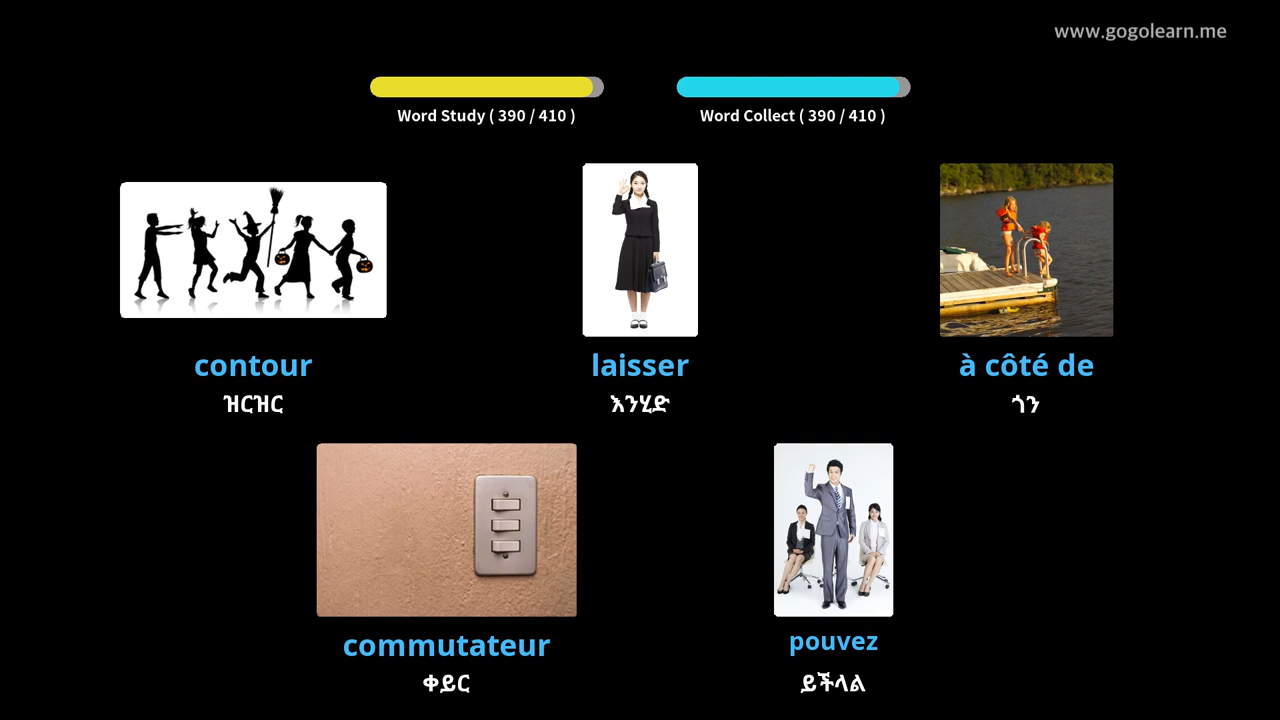 www.gogolearn.me
Word Study ( 390 / 410 )
Word Collect ( 390 / 410 )
contour
ዝርዝር
laisser
እንሂድ
à côté de
ጎን
commutateur
ቀይር
pouvez
ይችላል